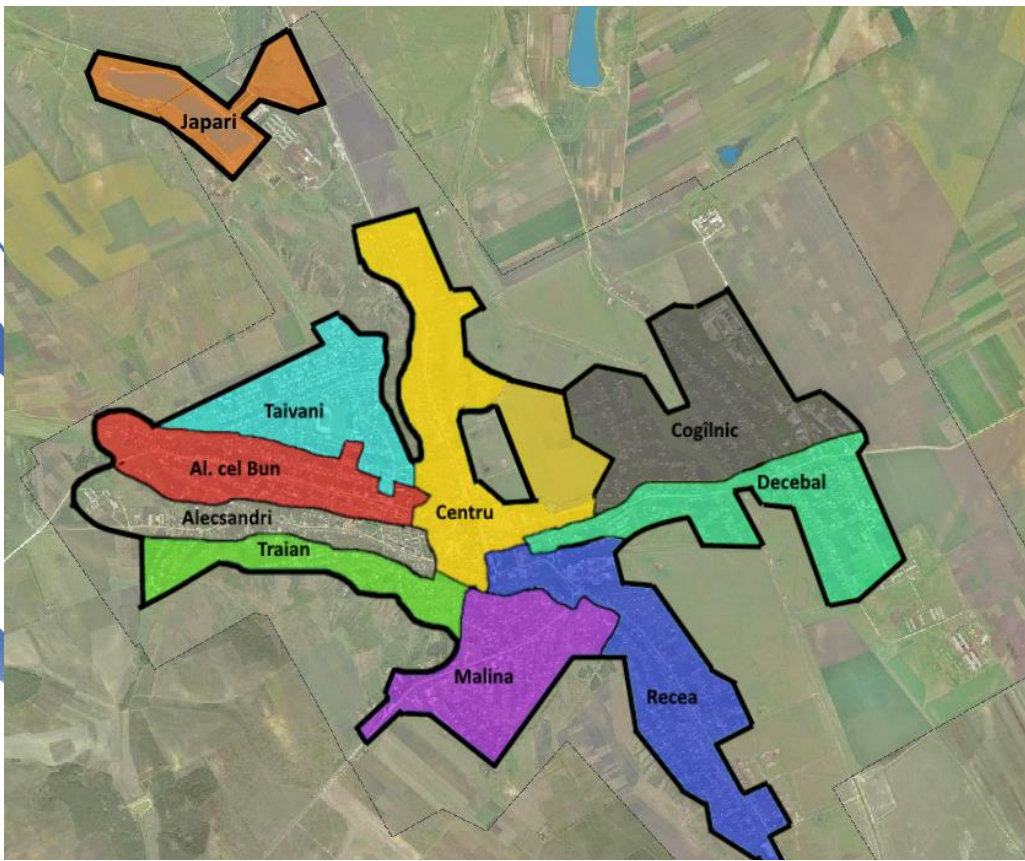 Japari
Taivani
Cogîlnic
Al. cel Bun
Decebal
Alecsandri
Centru
Traian
Malina
Recea